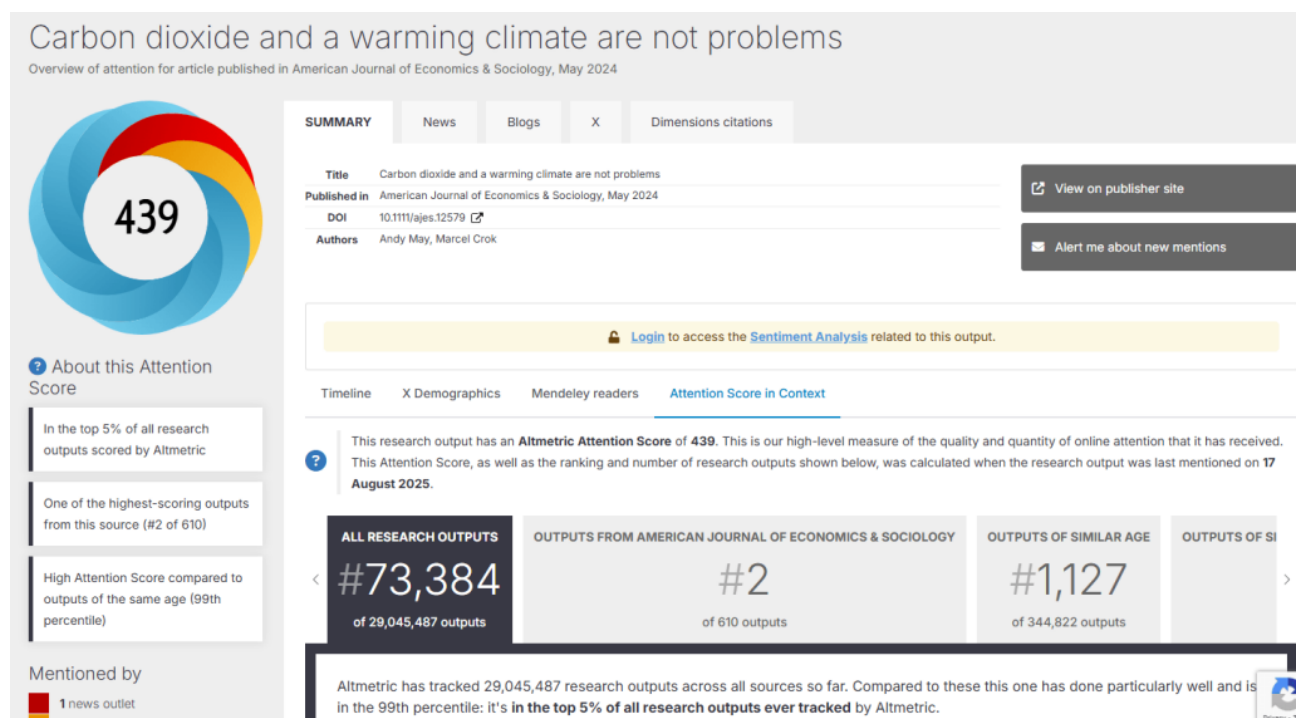 Carbon dioxide and a warming climate are not problems
Overview of attention for article published in American Journal of Economics & Sociology, May 2024
439
SUMMARY News Blogs X Dimensions citations
Title Carbon dioxide and a warming climate are not problems
Published in American Journal of Economics & Sociology, May 2024
DOI 10.1111/ajes.12579
Authors Andy May, Marcel Crok
View on publisher site
Alert me about new mentions
Login to access the Sentiment Analysis related to this output.
? About this Attention
Score
In the top 5% of all research
outputs scored by Altmetric
One of the highest-scoring outputs
from this source (#2 of 610)
High Attention Score compared to
outputs of the same age (99th
percentile)
Mentioned by
1 news outlet
Timeline X Demographics Mendeley readers Attention Score in Context
?
This research output has an Altmetric Attention Score of 439. This is our high-level measure of the quality and quantity of online attention that it has received.
This Attention Score, as well as the ranking and number of research outputs shown below, was calculated when the research output was last mentioned on 17
August 2025.
ALL RESEARCH OUTPUTS
#73,384
of 29,045,487 outputs
OUTPUTS FROM AMERICAN JOURNAL OF ECONOMICS & SOCIOLOGY
#2
of 610 outputs
OUTPUTS OF SIMILAR AGE
#1,127
of 344,822 outputs
OUTPUTS OF SI
Altmetric has tracked 29,045,487 research outputs across all sources so far. Compared to these this one has done particularly well and is
in the 99th percentile: it's in the top 5% of all research outputs ever tracked by Altmetric.